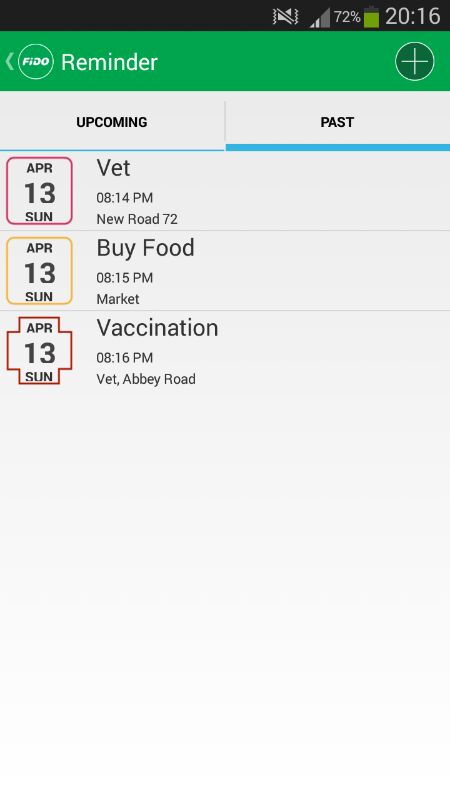 72% 20:16
FiDO Reminder
UPCOMING PAST
APR
13
SUN
Vet
08:14 PM
New Road 72
APR
13
SUN
Buy Food
08:15 PM
Market
APR
13
SUN
Vaccination
08:16 PM
Vet, Abbey Road